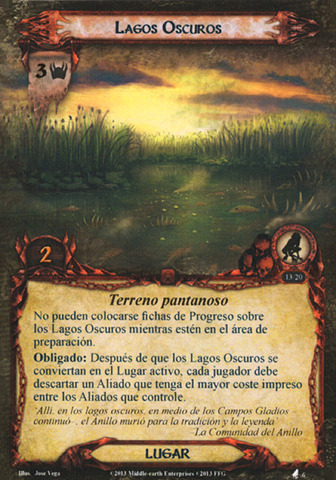 Lagos Oscuros
3
2
13-20
Terreno pantanoso
No pueden colocarse fichas de Progreso sobre
los Lagos Oscuros mientras estén en el área de
preparación.
Obligado: Después de que los Lagos Oscuros se
conviertan en el Lugar activo, cada jugador debe
descartar un Aliado que tenga el mayor coste impreso
entre los Aliados que controle.
'Allí, en los lagos oscuros, en medio de los Campos Gladios
continuó-, el Anillo murió para la tradición y la leyenda'
La Comunidad del Anillo
LUGAR
Illus. Jose Vega
©2013 Middle-earth Enterprises ©2013 FFG